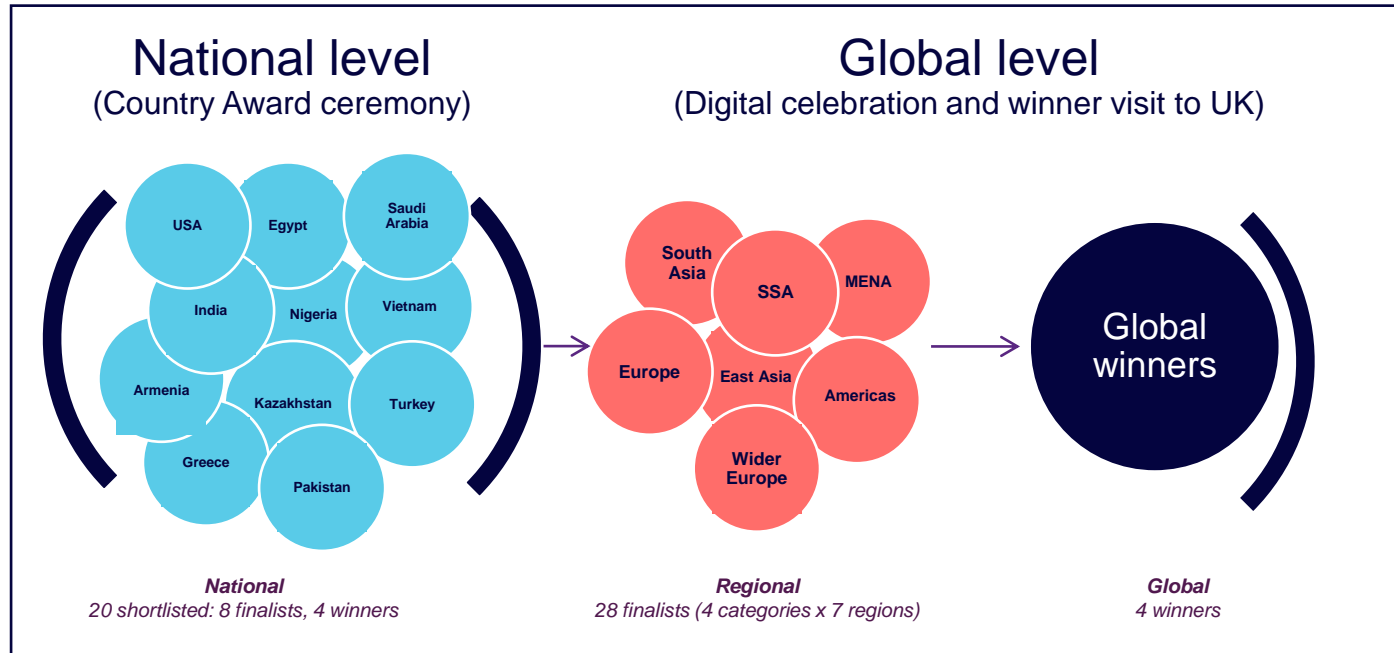 National level
(Country Award ceremony)
Global level
(Digital celebration and winner visit to UK)
USA
Egypt
Saudi
Arabia
India
Nigeria
Vietnam
Armenia
Kazakhstan
Turkey
Greece
Pakistan
South
Asia
SSA
MENA
Europe
East Asia
Americas
Wider
Europe
Global
winners
National
20 shortlisted: 8 finalists, 4 winners
Regional
28 finalists (4 categories x 7 regions)
Global
4 winners